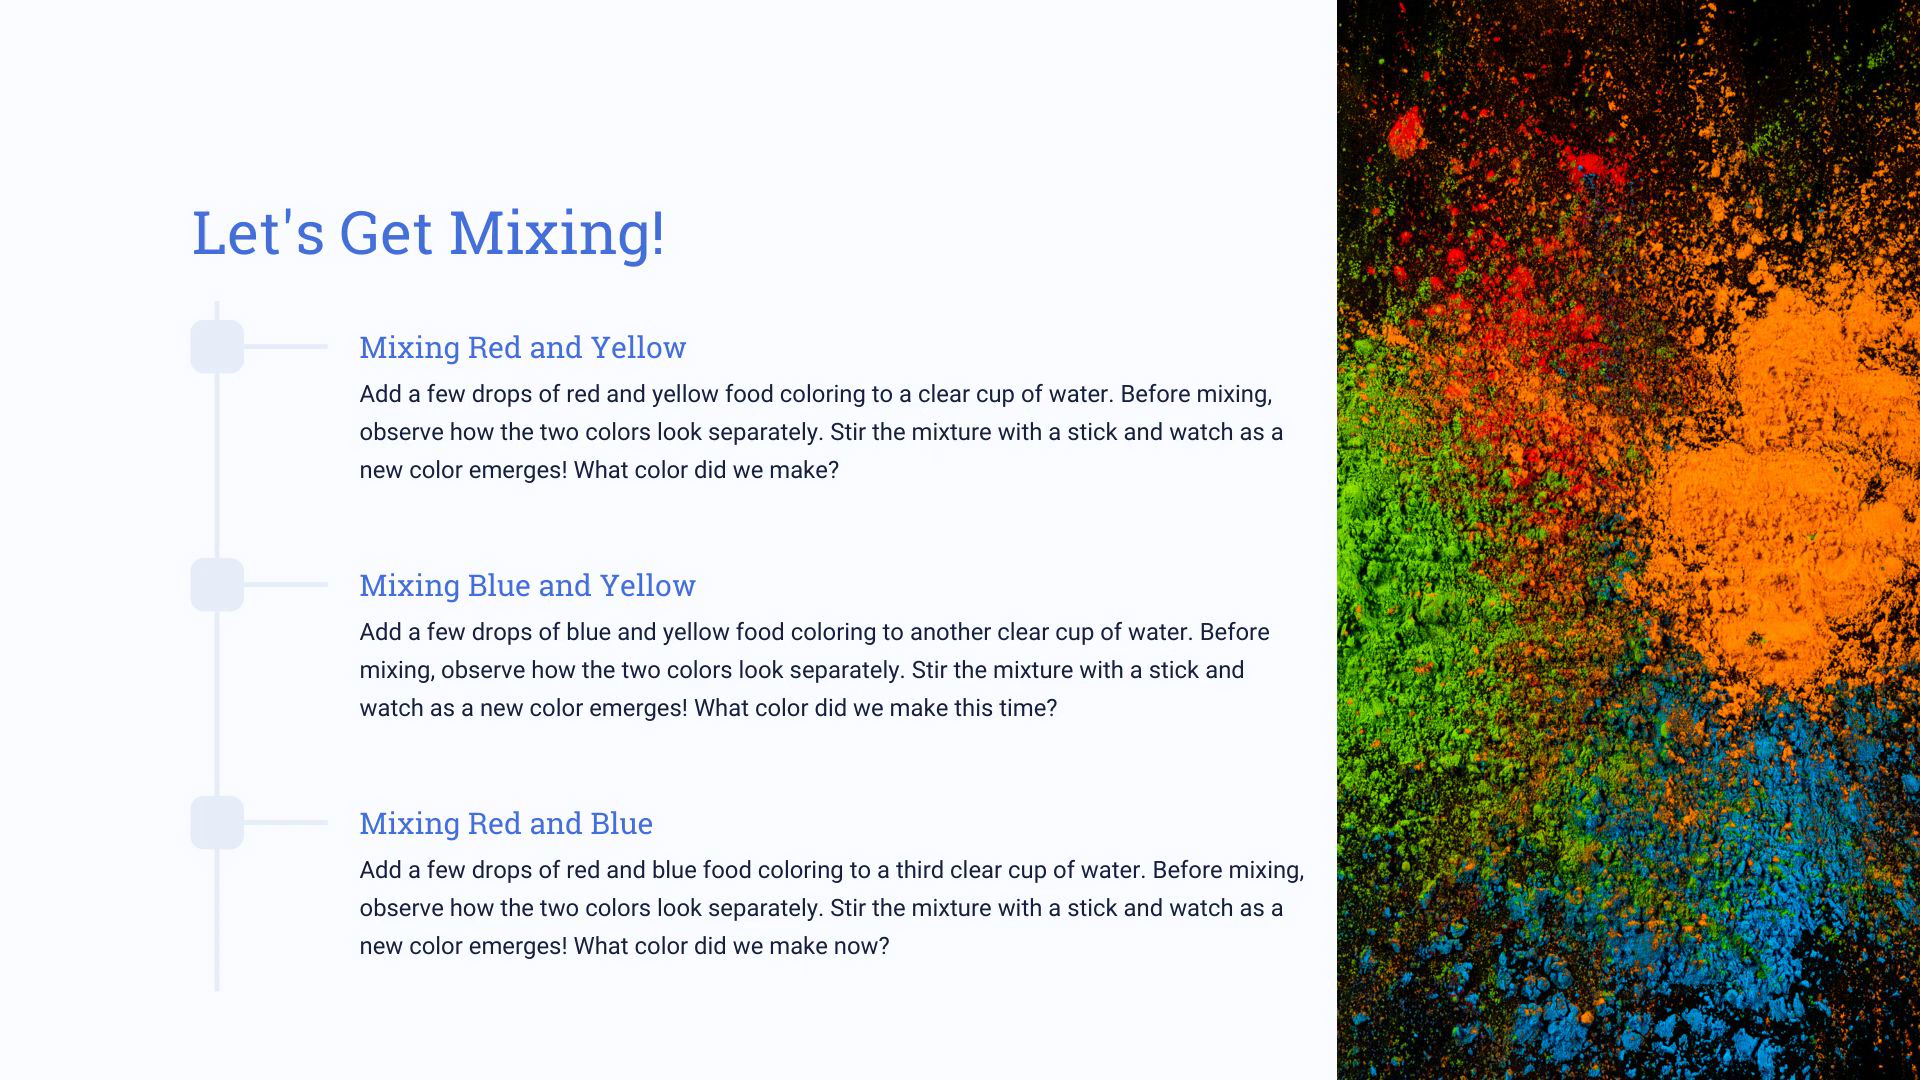 Let's Get Mixing!
Mixing Red and Yellow
Add a few drops of red and yellow food coloring to a clear cup of water. Before mixing,
observe how the two colors look separately. Stir the mixture with a stick and watch as a
new color emerges! What color did we make?
Mixing Blue and Yellow
Add a few drops of blue and yellow food coloring to another clear cup of water. Before
mixing, observe how the two colors look separately. Stir the mixture with a stick and
watch as a new color emerges! What color did we make this time?
Mixing Red and Blue
Add a few drops of red and blue food coloring to a third clear cup of water. Before mixing,
observe how the two colors look separately. Stir the mixture with a stick and watch as a
new color emerges! What color did we make now?